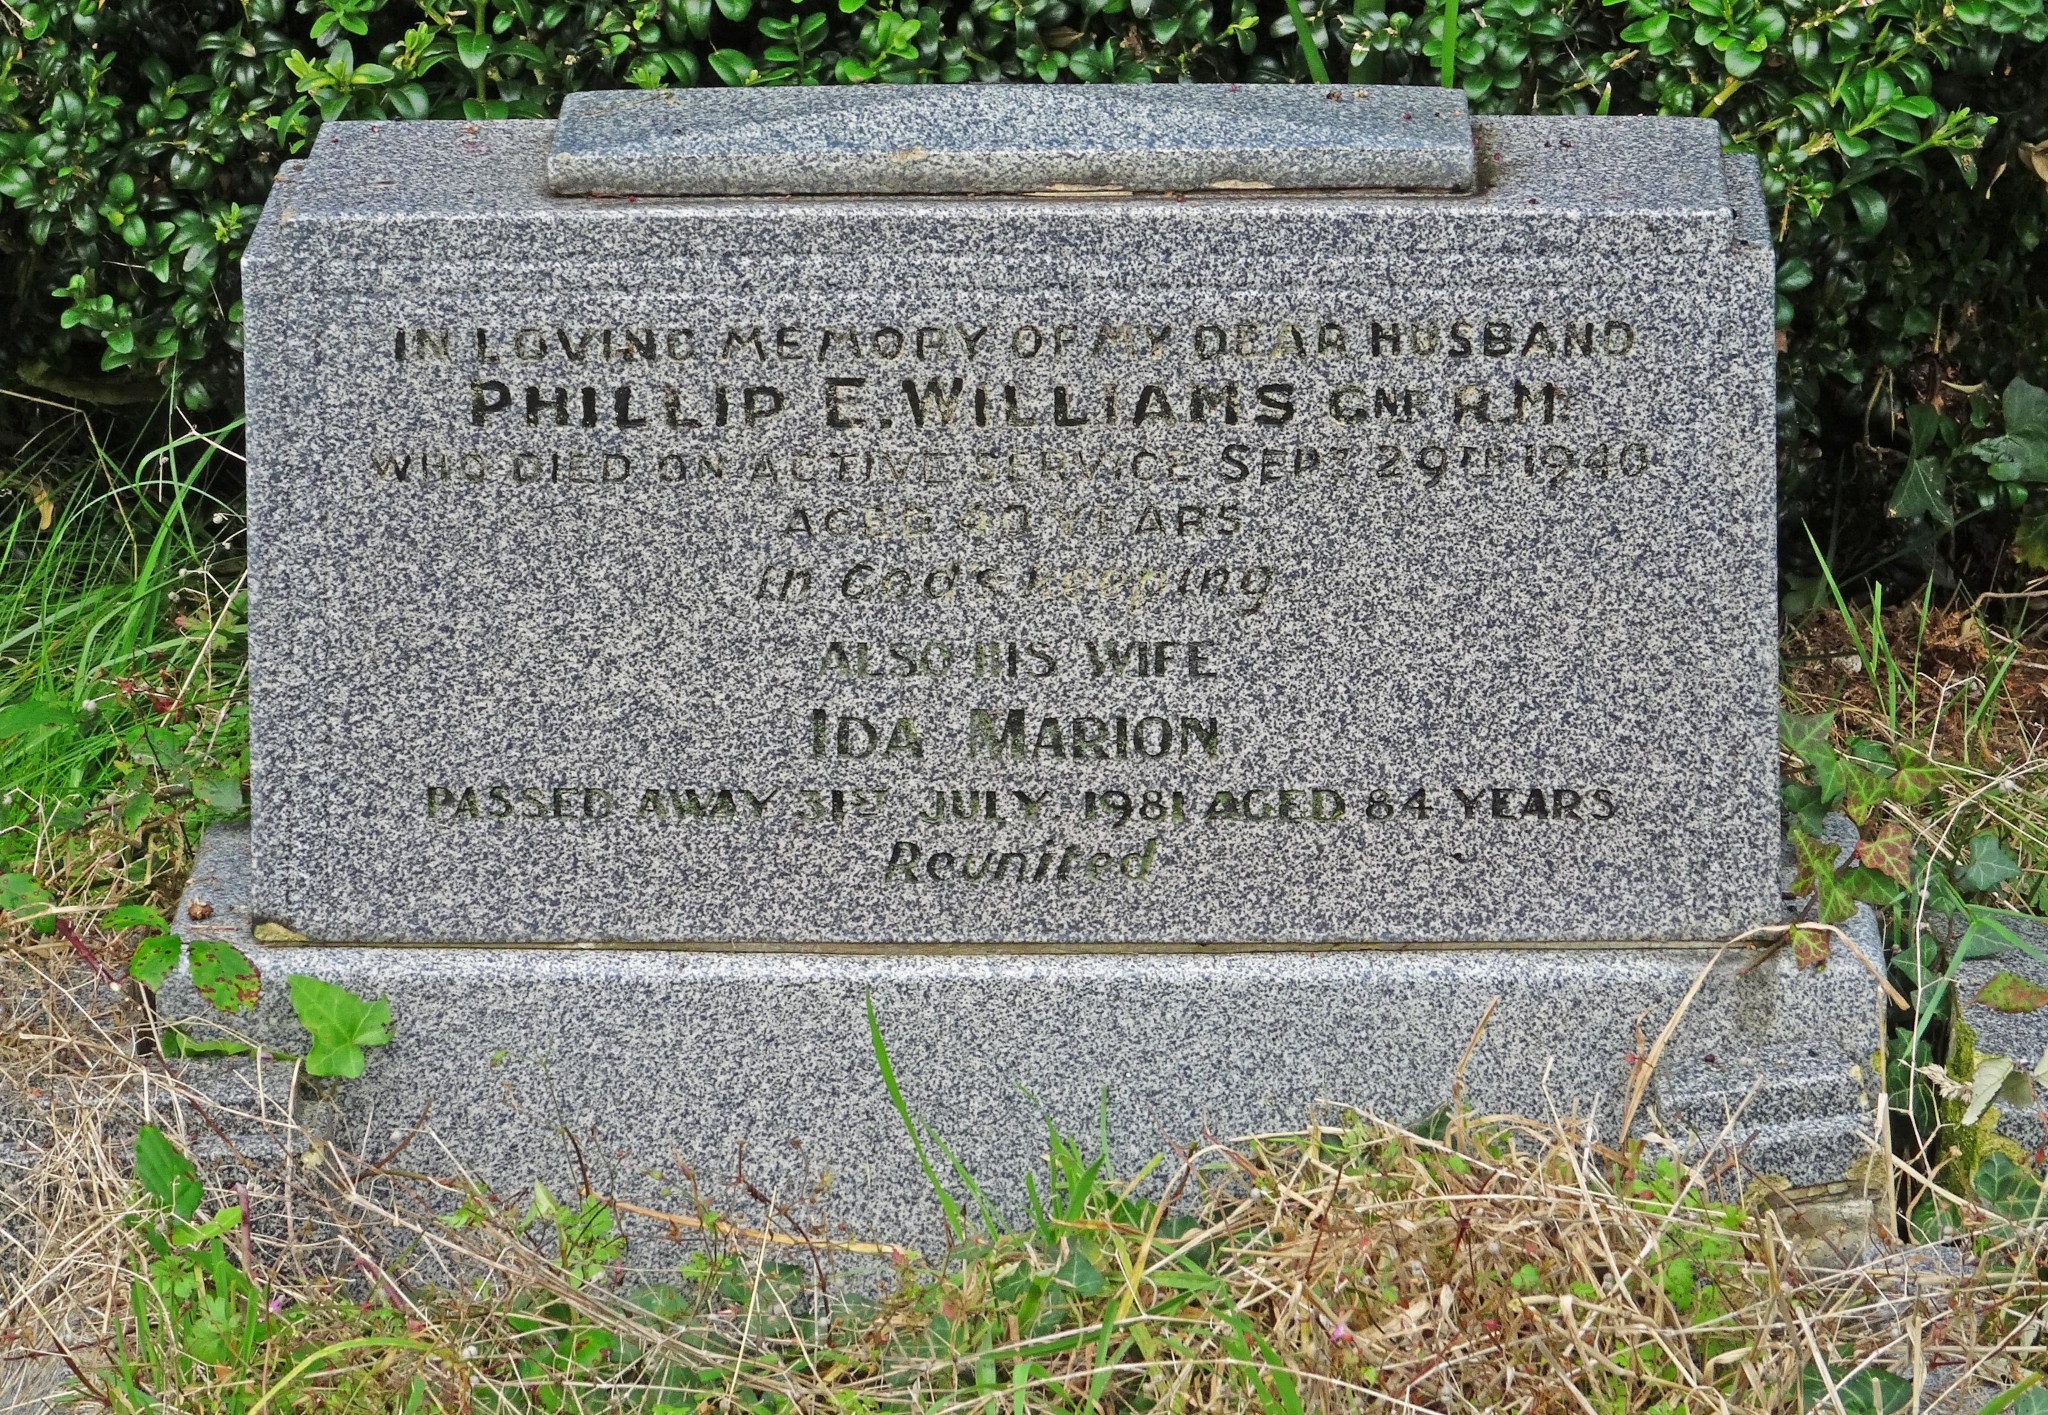 IN LOVING MEMORY OF MY DEAR HUSBAND
PHILLIP E. WILLIAMS GNR R.M.
WHO DIED ON ACTIVE SERVICE SEPT 29TH 1940
AGED 40 YEARS.
In God's keeping.
ALSO HIS WIFE
IDA MARION
PASSED AWAY 31ST JULY 1981 AGED 84 YEARS
Reunited